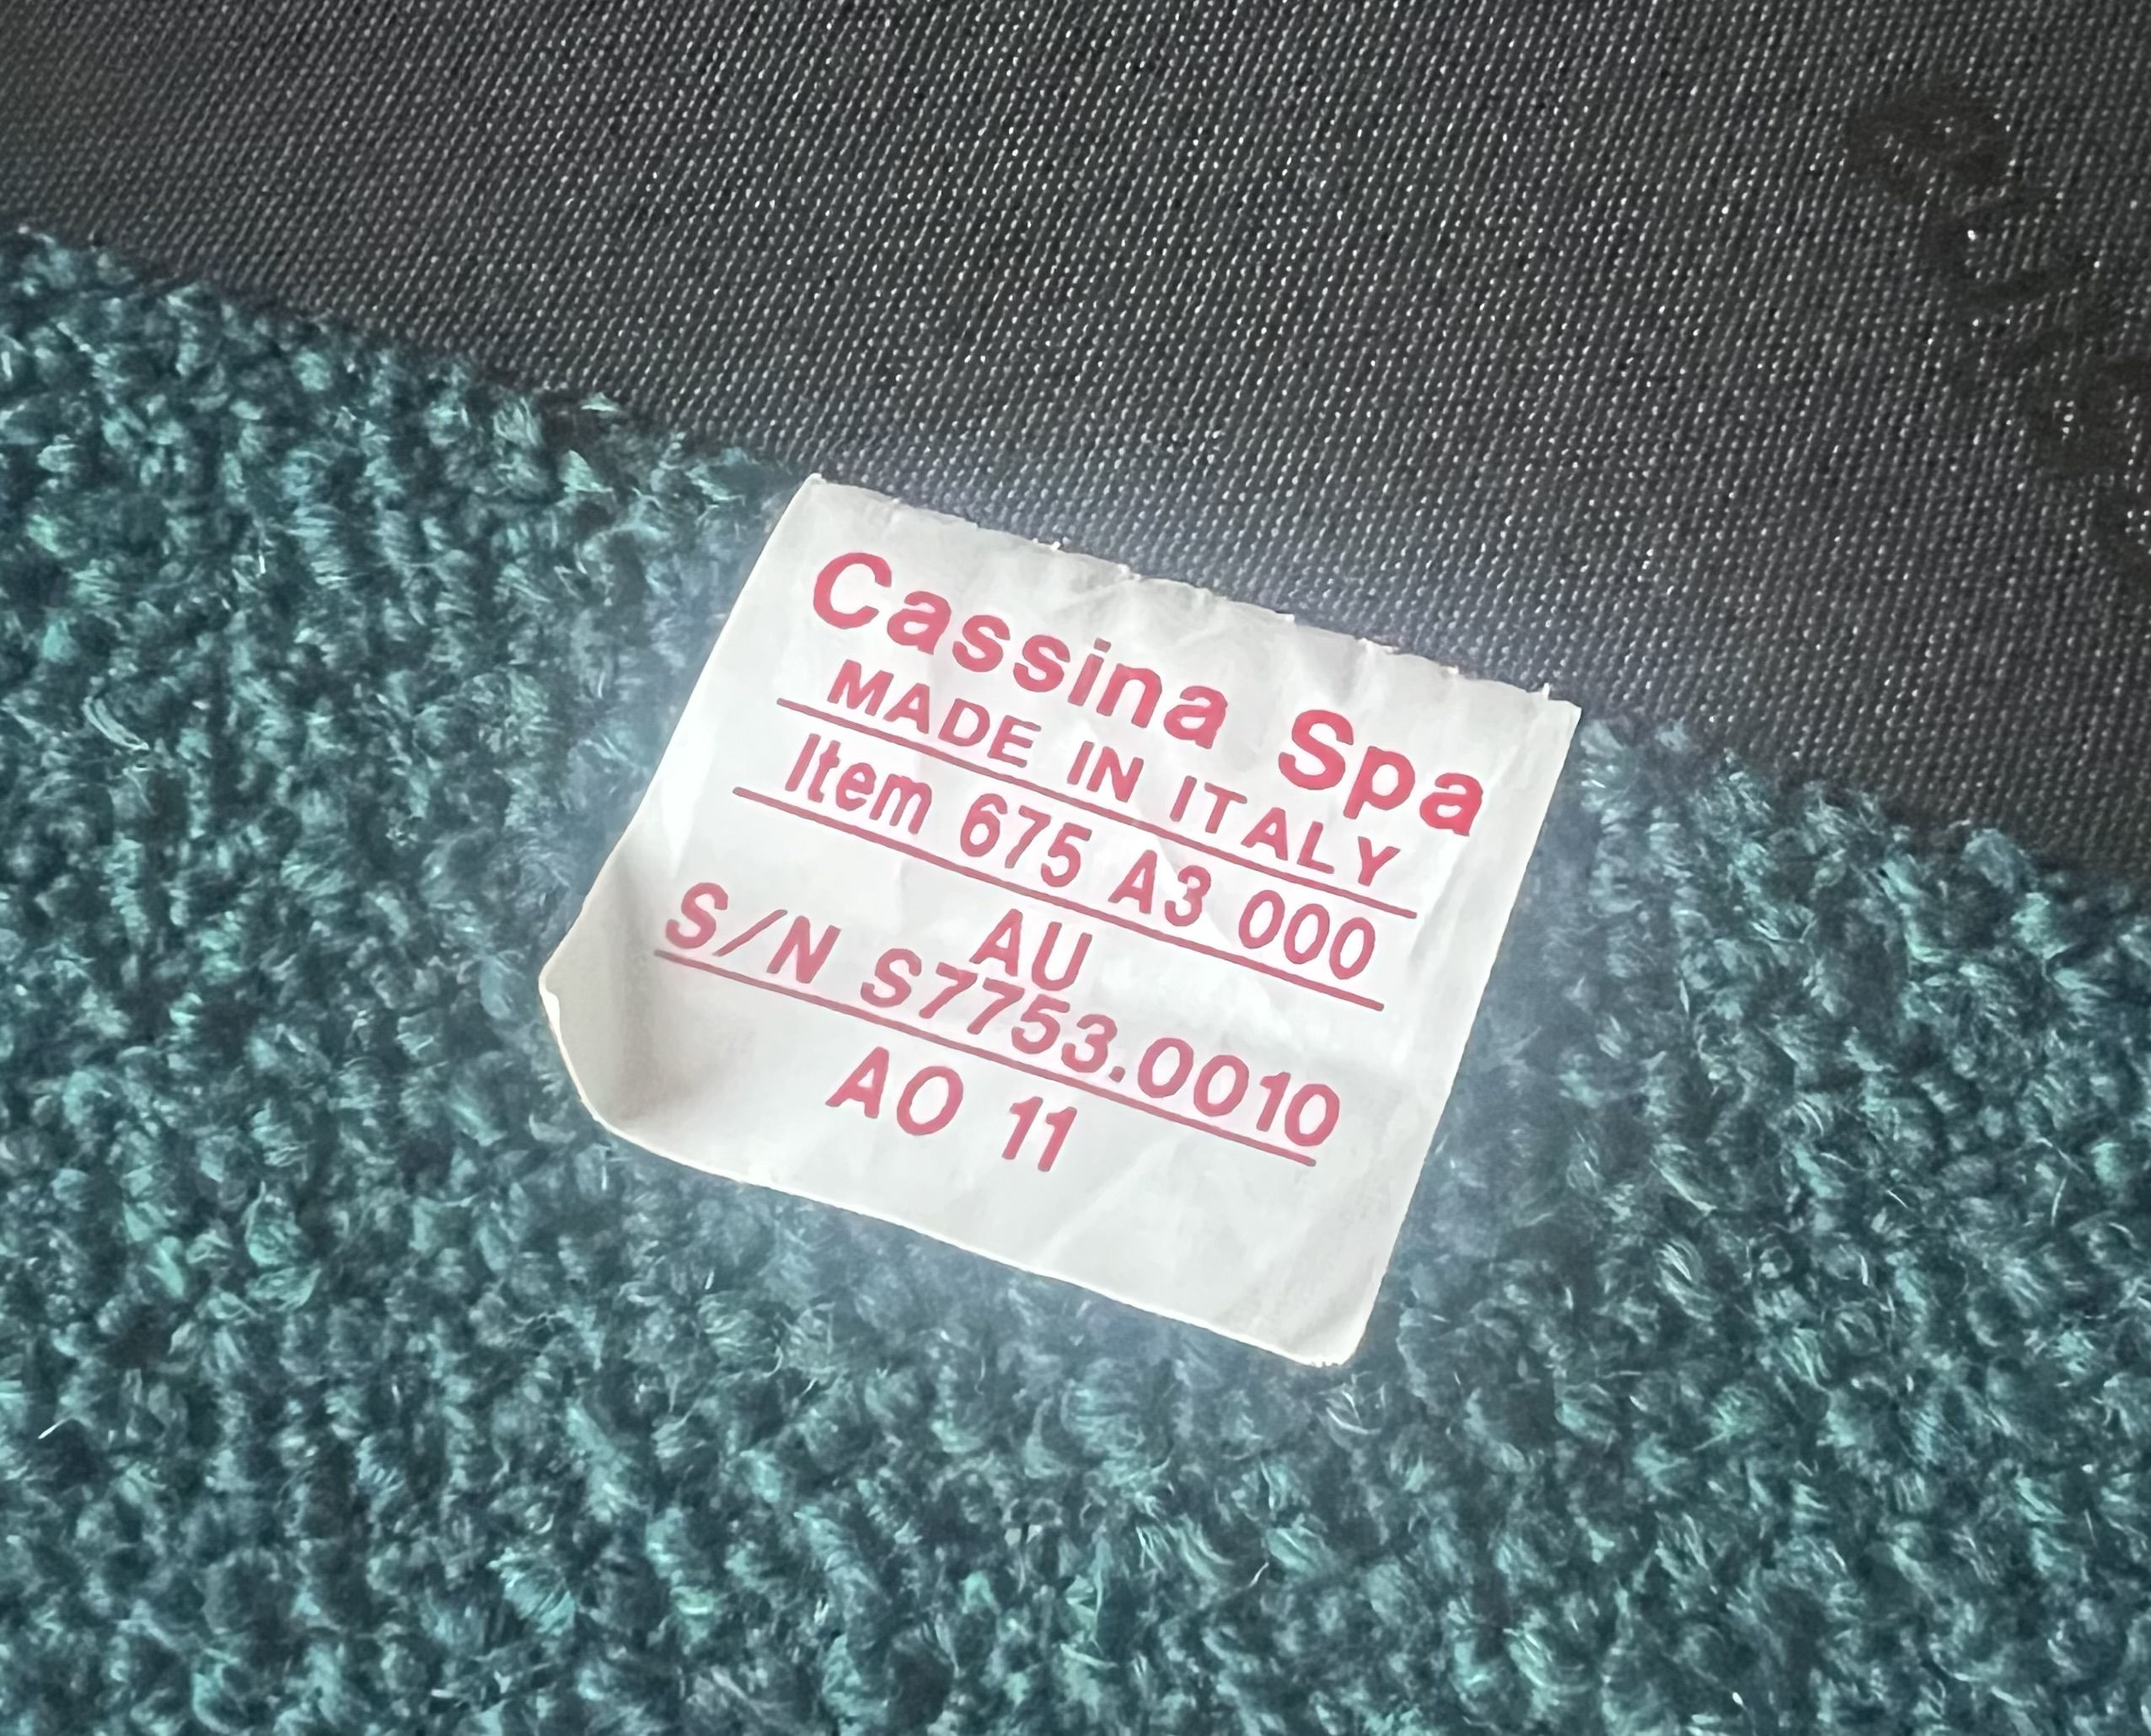 Cassina Spa
MADE IN ITALY
Item 675 A3 000
AU
S/N S7753.0010
AO 11